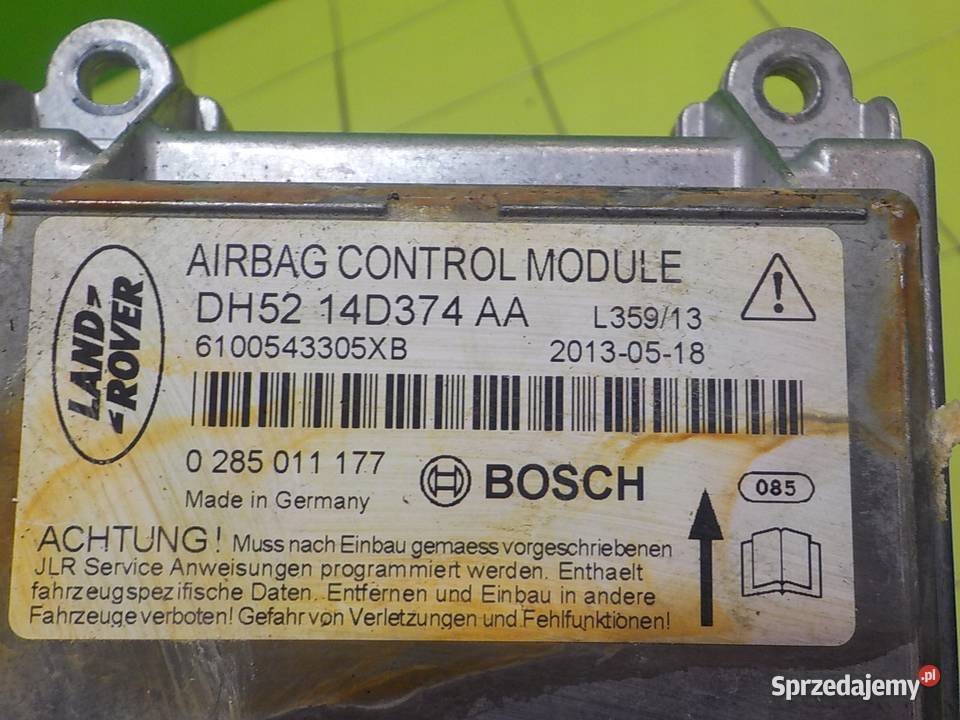 LAND
ROVER
AIRBAG CONTROL MODULE
DH52 14D374 AA L359/13
6100543305XB 2013-05-18
0 285 011 177
BOSCH
085
Made in Germany
ACHTUNG! Muss nach Einbau gemaess vorgeschriebenen
JLR Service Anweisungen programmiert werden. Enthaelt
fahrzeugspezifische Daten. Entfernen und Einbau in andere
Fahrzeuge verboten! Gefahr von Verletzungen und Fehlfunktionen!
Sprzedajemy.pl